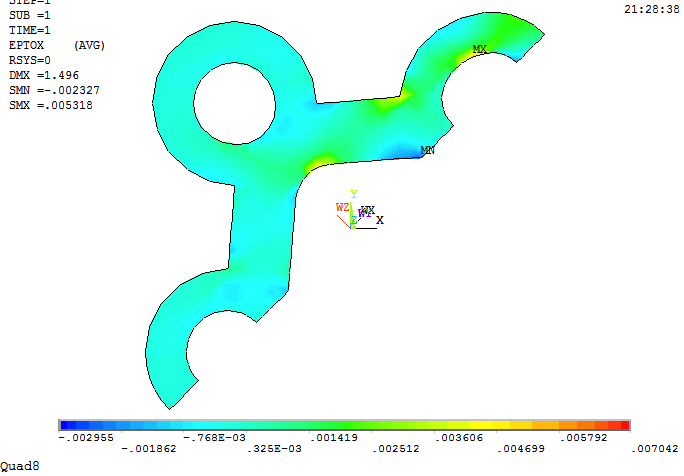 STEP=1
SUB =1
TIME=1
EPTOX    (AVG)
RSYS=0
DMX =1.496
SMN =-.002327
SMX =.005318
21:28:38
MX
MN
Y
WZ
WX
WY
X
Z
-.002955 -.768E-03 .001419 .003606 .005792
-.001862 .325E-03 .002512 .004699 .007042
Quad8